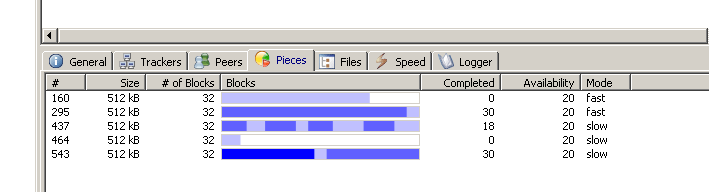 General Trackers Peers Pieces Files Speed Logger
# Size # of Blocks Blocks Completed Availability Mode
160 512 kB 32 0 20 fast
295 512 kB 32 30 20 fast
437 512 kB 32 18 20 slow
464 512 kB 32 0 20 slow
543 512 kB 32 30 20 slow